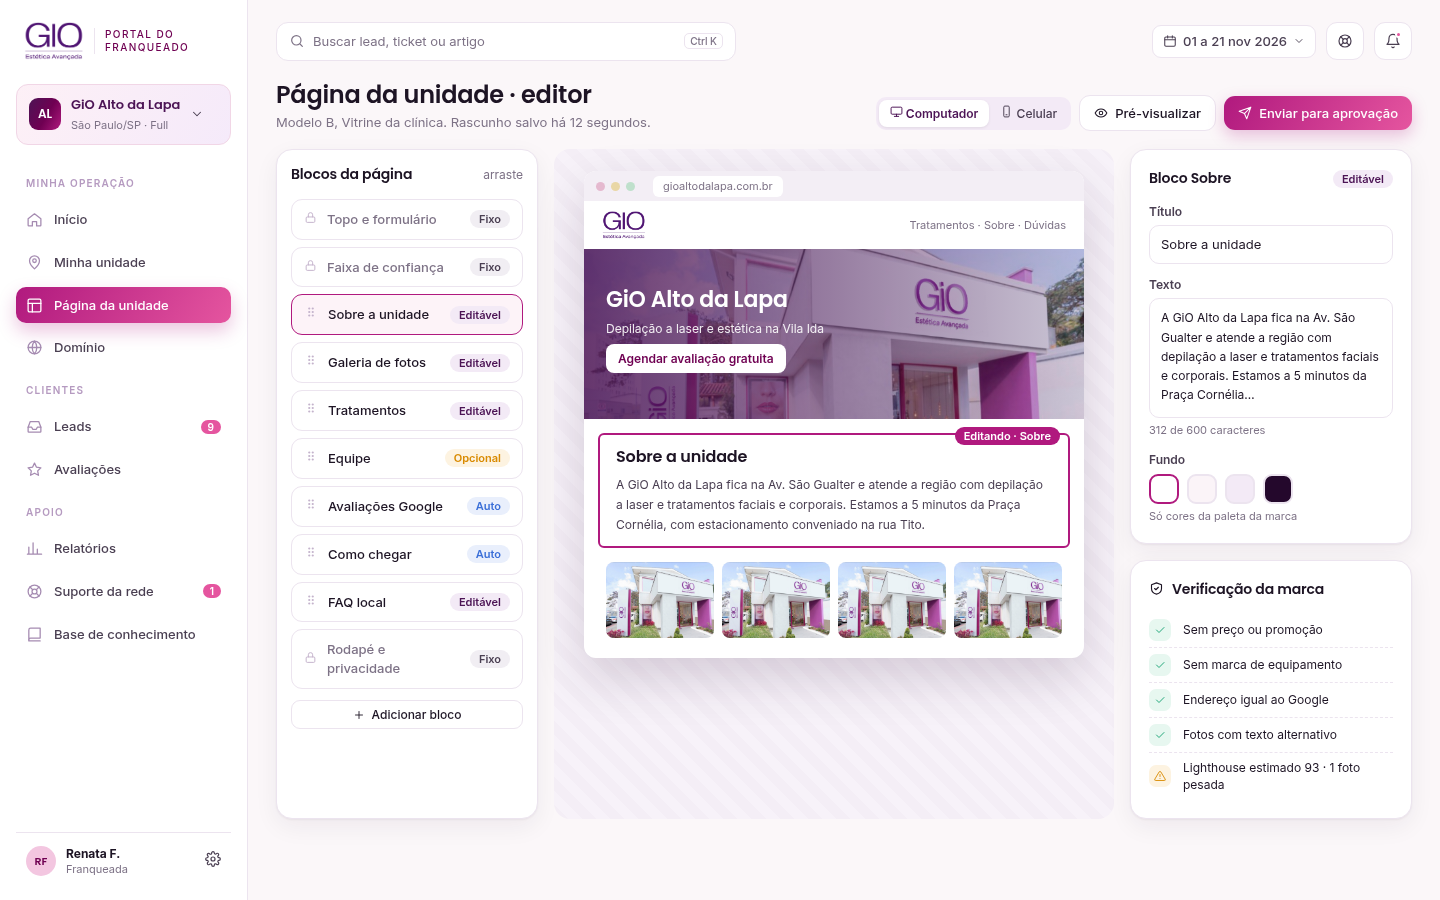 GiO
Estética Avançada
PORTAL DO
FRANQUEADO
AL
GiO Alto da Lapa
São Paulo/SP · Full
MINHA OPERAÇÃO
Início
Minha unidade
Página da unidade
Domínio
CLIENTES
Leads
9
Avaliações
APOIO
Relatórios
Suporte da rede
1
Base de conhecimento
RF
Renata F.
Franqueada
Buscar lead, ticket ou artigo
Ctrl K
01 a 21 nov 2026
Página da unidade · editor
Modelo B, Vitrine da clínica. Rascunho salvo há 12 segundos.
Computador
Celular
Pré-visualizar
Enviar para aprovação
Blocos da página
arraste
Topo e formulário
Fixo
Faixa de confiança
Fixo
Sobre a unidade
Editável
Galeria de fotos
Editável
Tratamentos
Editável
Equipe
Opcional
Avaliações Google
Auto
Como chegar
Auto
FAQ local
Editável
Rodapé e
privacidade
Fixo
Adicionar bloco
gioaltodalapa.com.br
GiO
Estética Avançada
Tratamentos · Sobre · Dúvidas
GiO Alto da Lapa
Depilação a laser e estética na Vila Ida
Agendar avaliação gratuita
GiO
Estética Avançada
GiO
Editando · Sobre
Sobre a unidade
A GiO Alto da Lapa fica na Av. São Gualter e atende a região com depilação
a laser e tratamentos faciais e corporais. Estamos a 5 minutos da Praça
Cornélia, com estacionamento conveniado na rua Tito.
GiO
GiO
GiO
GiO
Bloco Sobre
Editável
Título
Sobre a unidade
Texto
A GiO Alto da Lapa fica na Av. São
Gualter e atende a região com
depilação a laser e tratamentos faciais
e corporais. Estamos a 5 minutos da
Praça Cornélia...
312 de 600 caracteres
Fundo
Só cores da paleta da marca
Verificação da marca
Sem preço ou promoção
Sem marca de equipamento
Endereço igual ao Google
Fotos com texto alternativo
Lighthouse estimado 93 · 1 foto
pesada